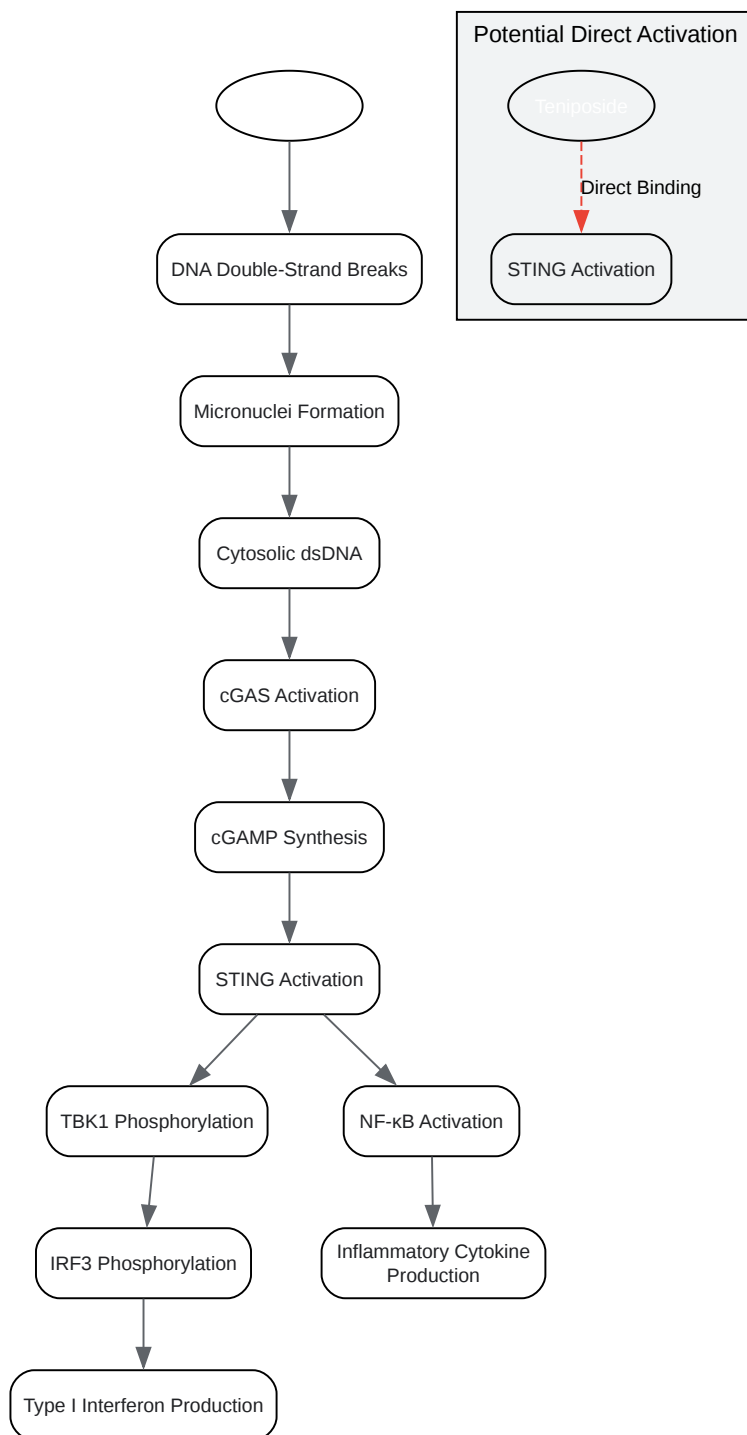 Potential Direct Activation
Teniposide
Direct Binding
STING Activation
DNA Double-Strand Breaks
Micronuclei Formation
Cytosolic dsDNA
cGAS Activation
cGAMP Synthesis
STING Activation
TBK1 Phosphorylation
NF-κB Activation
IRF3 Phosphorylation
Inflammatory Cytokine
Production
Type I Interferon Production